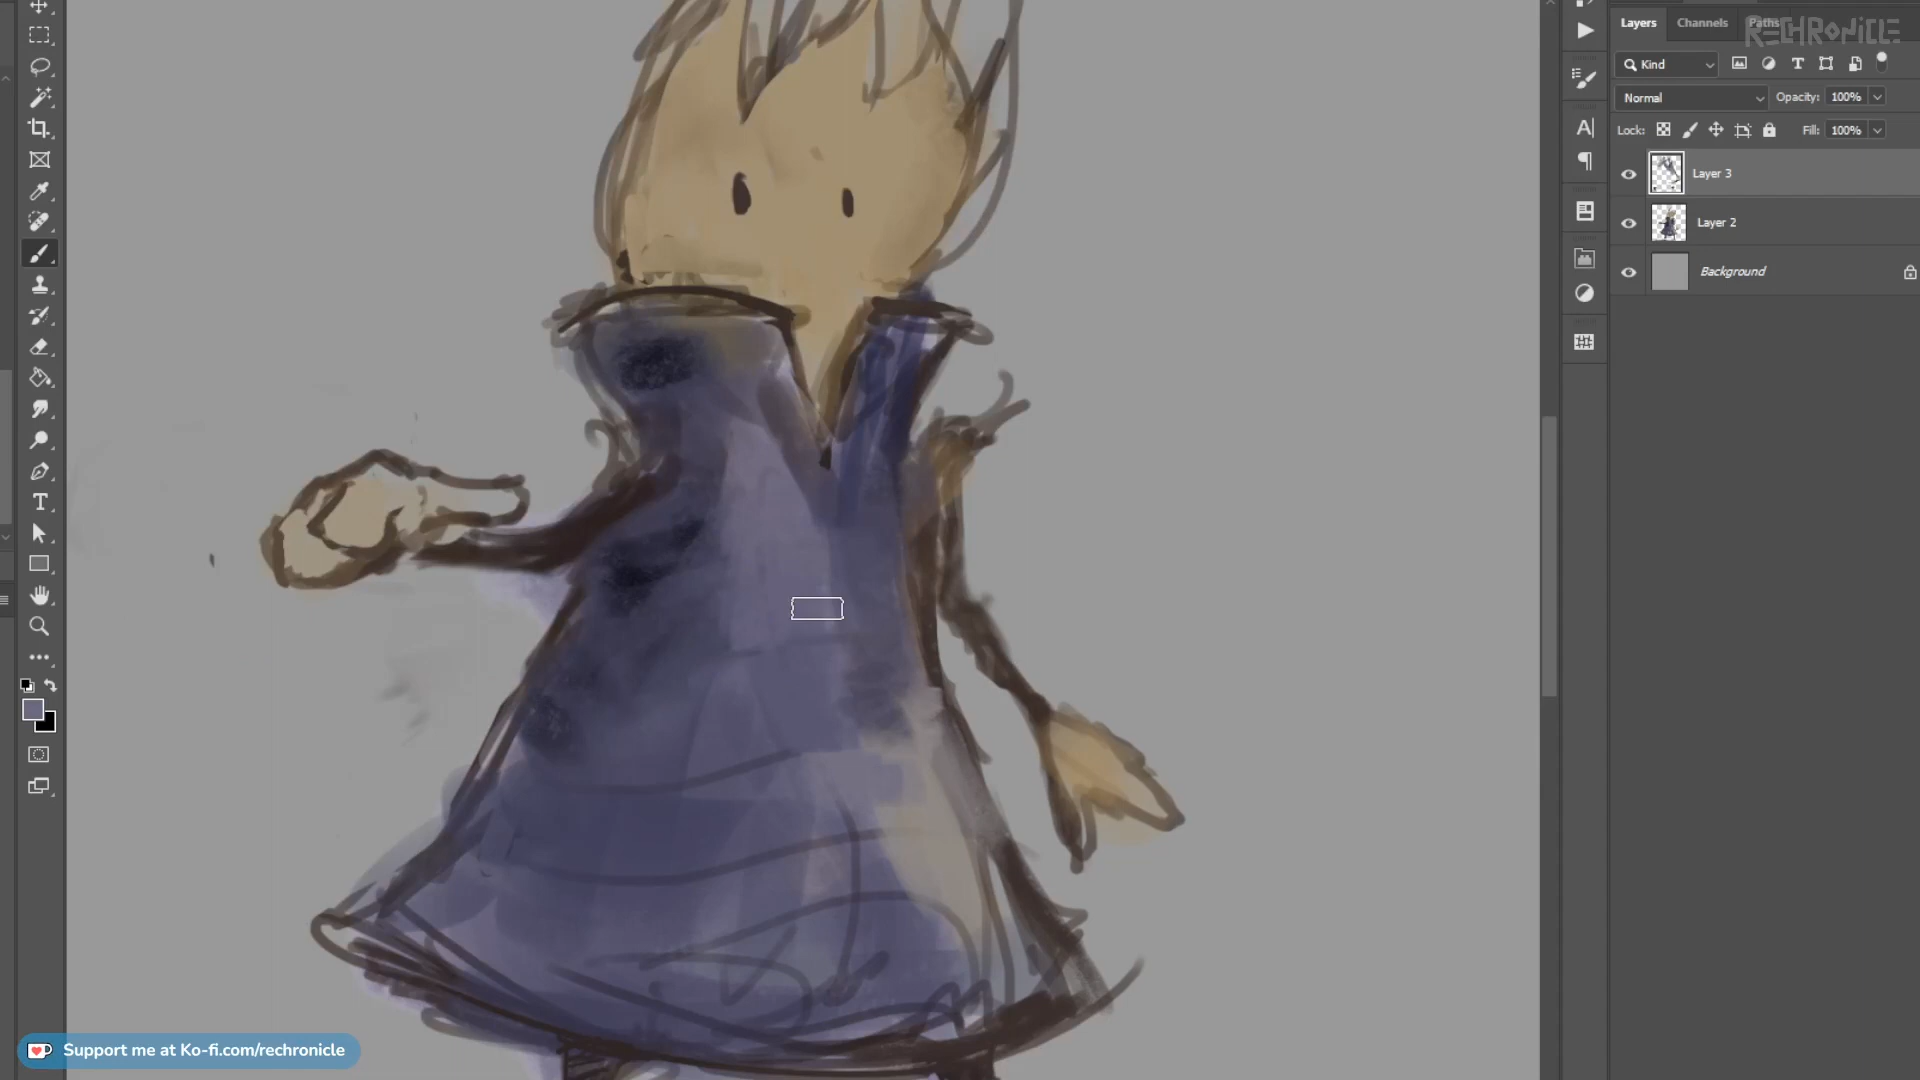 RECHRONICLE
Layers Channels Paths
Kind
Normal Opacity: 100%
Lock: Fill: 100%
Layer 3
Layer 2
Background
Support me at Ko-fi.com/rechronicle